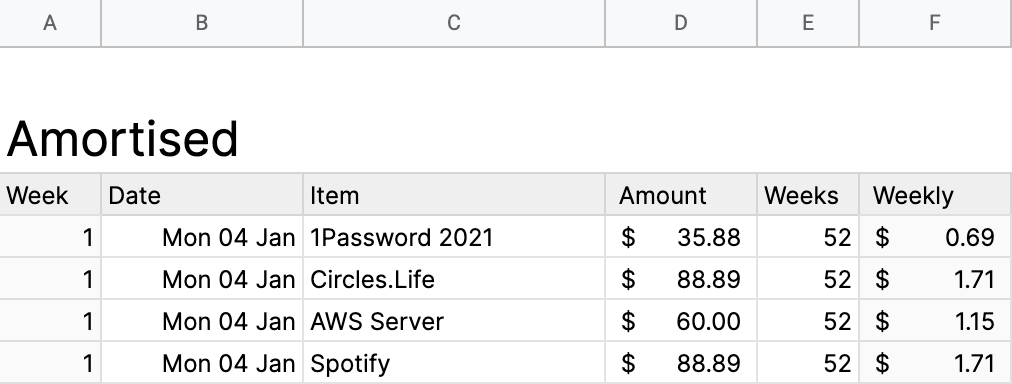 A B C D E F
Amortised
Week Date Item Amount Weeks Weekly
1 Mon 04 Jan 1Password 2021 $ 35.88 52 $ 0.69
1 Mon 04 Jan Circles.Life $ 88.89 52 $ 1.71
1 Mon 04 Jan AWS Server $ 60.00 52 $ 1.15
1 Mon 04 Jan Spotify $ 88.89 52 $ 1.71